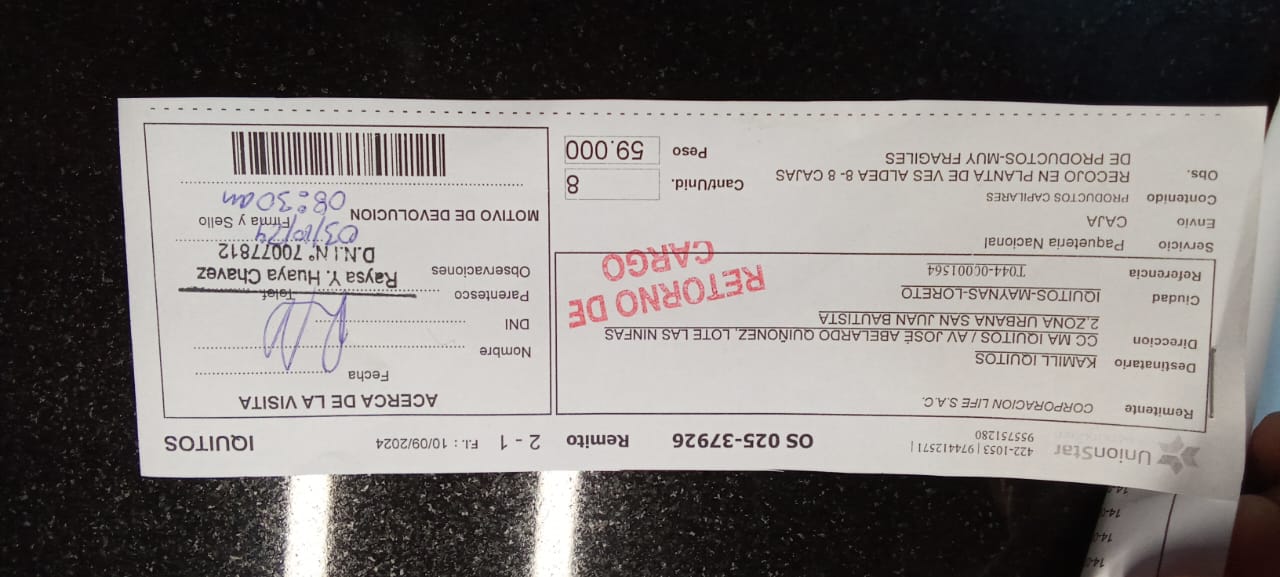 UnionStar
422-1053 | 974412571 |
955751280
OS 025-37926 Remito 2 - 1 F.I. : 10/09/2024 IQUITOS
Remitente CORPORACION LIFE S.A.C.
Destinatario KAMILL IQUITOS
Direccion CC MA IQUITOS / AV JOSÉ ABELARDO QUIÑONEZ, LOTE LAS NINFAS
2.ZONA URBANA SAN JUAN BAUTISTA
Ciudad IQUITOS-MAYNAS-LORETO
Referencia T044-0C001564
RETORNO DE
CARGO
Servicio Paqueteria Nacional
Envio CAJA
Contenido PRODUCTOS CAPILARES
Obs. RECOJO EN PLANTA DE VES ALDEA 8- 8 CAJAS
DE PRODUCTOS-MUY FRAGILES
Cant/Unid. 8
Peso 59.000
ACERCA DE LA VISITA
Fecha
Nombre
DNI
Parentesco Telef
Observaciones
Raysa Y. Huaya Chavez
D.N.I N° 70077812
Firma y Sello
03/10/24
MOTIVO DE DEVOLUCION
08:30am